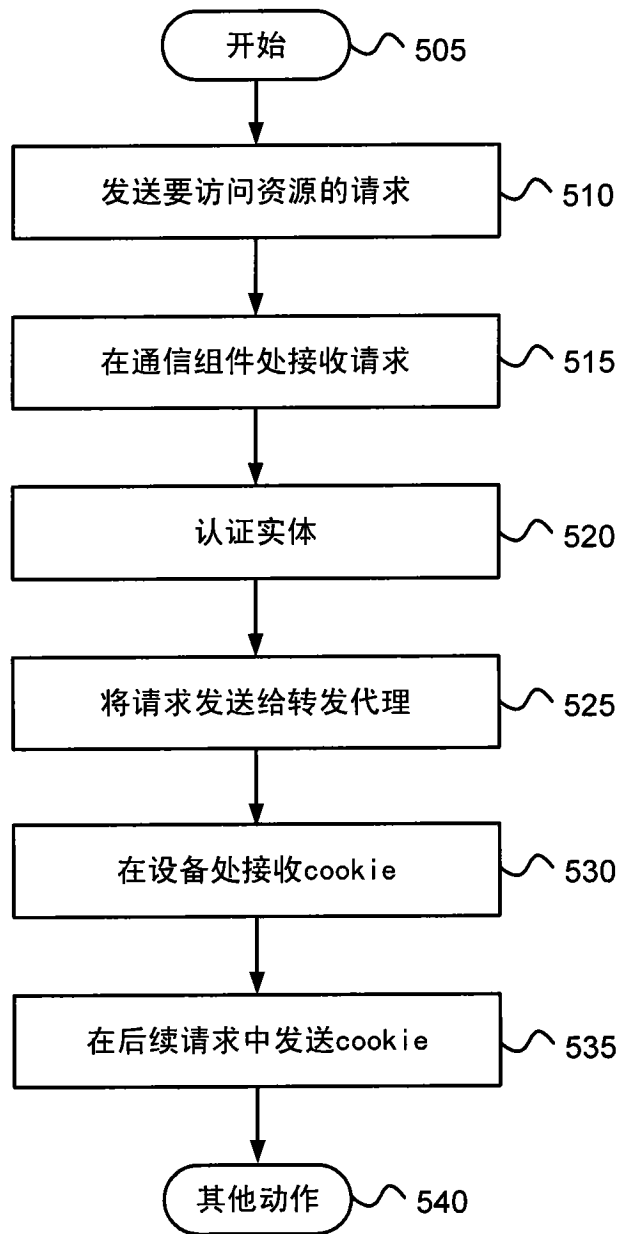 开始
505
发送要访问资源的请求
510
在通信组件处接收请求
515
认证实体
520
将请求发送给转发代理
525
在设备处接收cookie
530
在后续请求中发送cookie
535
其他动作
540